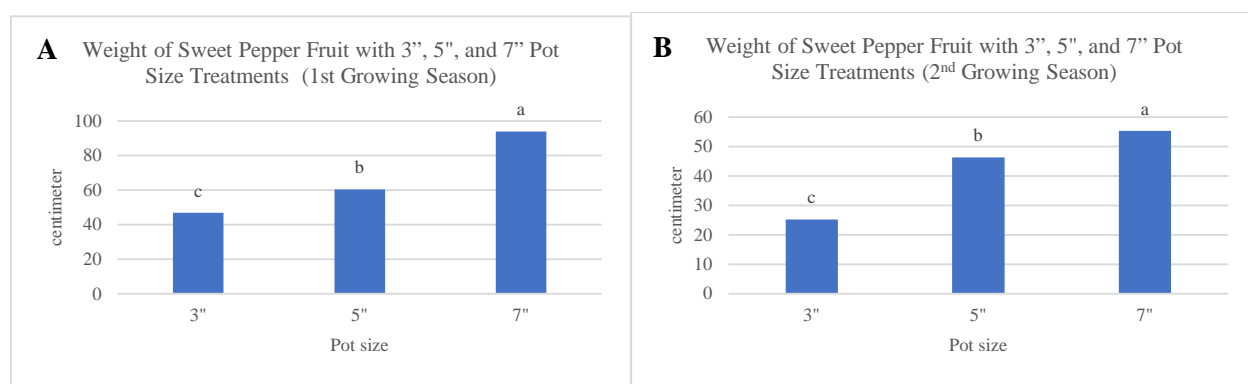 A
Weight of Sweet Pepper Fruit with 3”, 5", and 7” Pot
Size Treatments (1st Growing Season)
a
100
80
b
centimeter
60
c
40
20
0
3"
5"
7"
Pot size
B
Weight of Sweet Pepper Fruit with 3”, 5", and 7” Pot
Size Treatments (2nd Growing Season)
a
60
b
50
centimeter
40
c
30
20
10
0
3"
5"
7"
Pot size